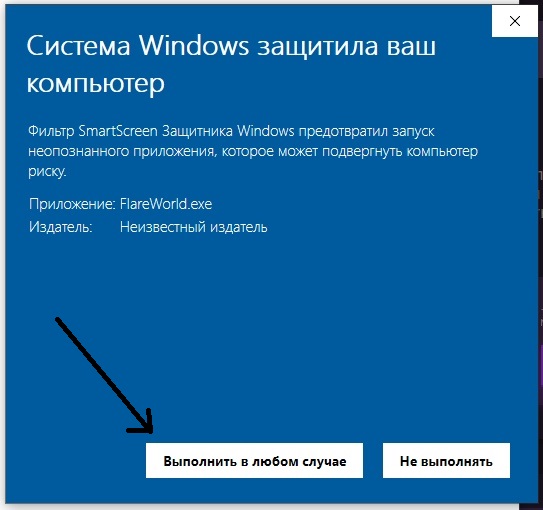 Система Windows защитила ваш
компьютер
Фильтр SmartScreen Защитника Windows предотвратил запуск
неопознанного приложения, которое может подвергнуть компьютер
риску.
Приложение: FlareWorld.exe
Издатель: Неизвестный издатель
Выполнить в любом случае
Не выполнять